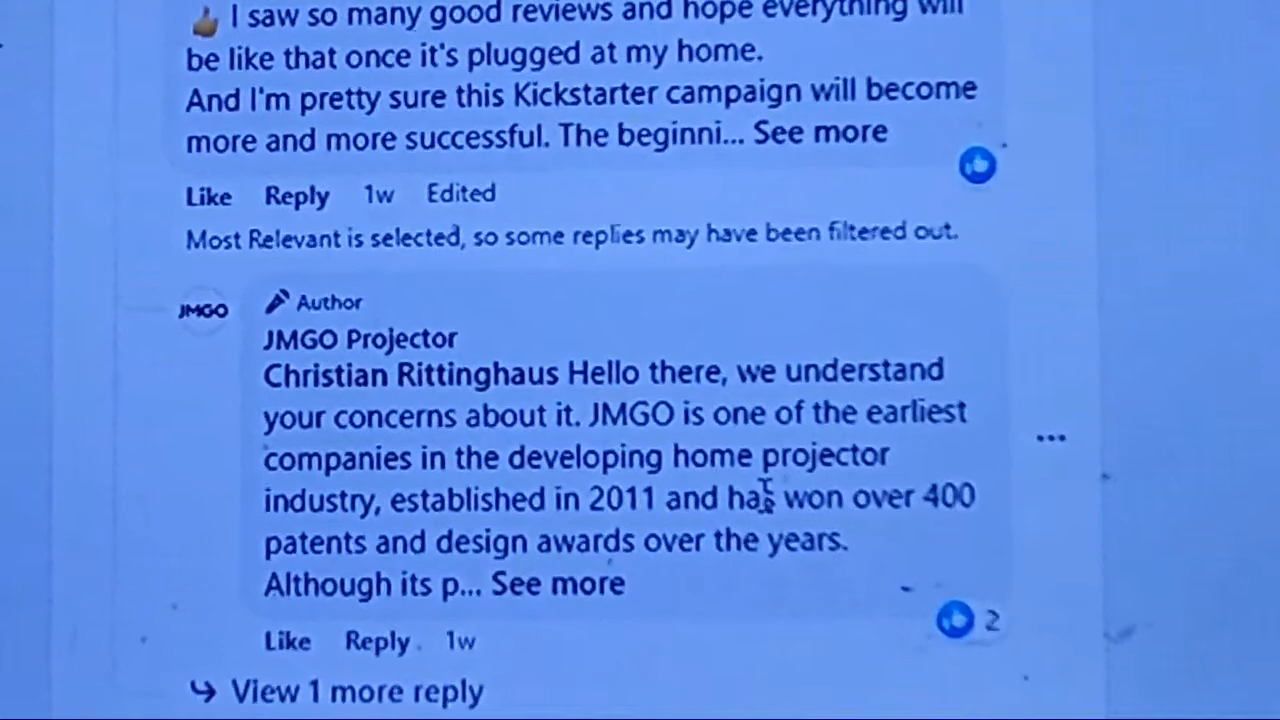 👍 I saw so many good reviews and hope everything will
be like that once it's plugged at my home.
And I'm pretty sure this Kickstarter campaign will become
more and more successful. The beginni... See more
Like Reply 1w Edited
Most Relevant is selected, so some replies may have been filtered out.
JMGO
Author
JMGO Projector
Christian Rittinghaus Hello there, we understand
your concerns about it. JMGO is one of the earliest
companies in the developing home projector
industry, established in 2011 and has won over 400
patents and design awards over the years.
Although its p... See more
2
Like Reply 1w
View 1 more reply